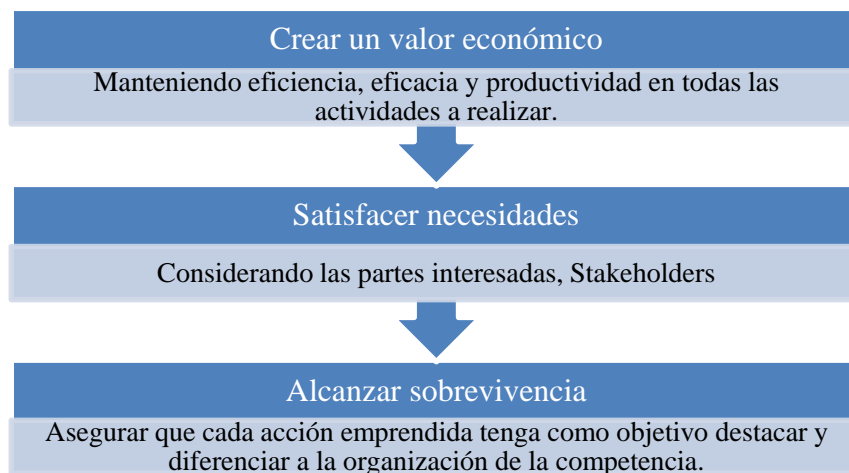 Crear un valor económico
Manteniendo eficiencia, eficacia y productividad en todas las
actividades a realizar.
Satisfacer necesidades
Considerando las partes interesadas, Stakeholders
Alcanzar sobrevivencia
Asegurar que cada acción emprendida tenga como objetivo destacar y
diferenciar a la organización de la competencia.